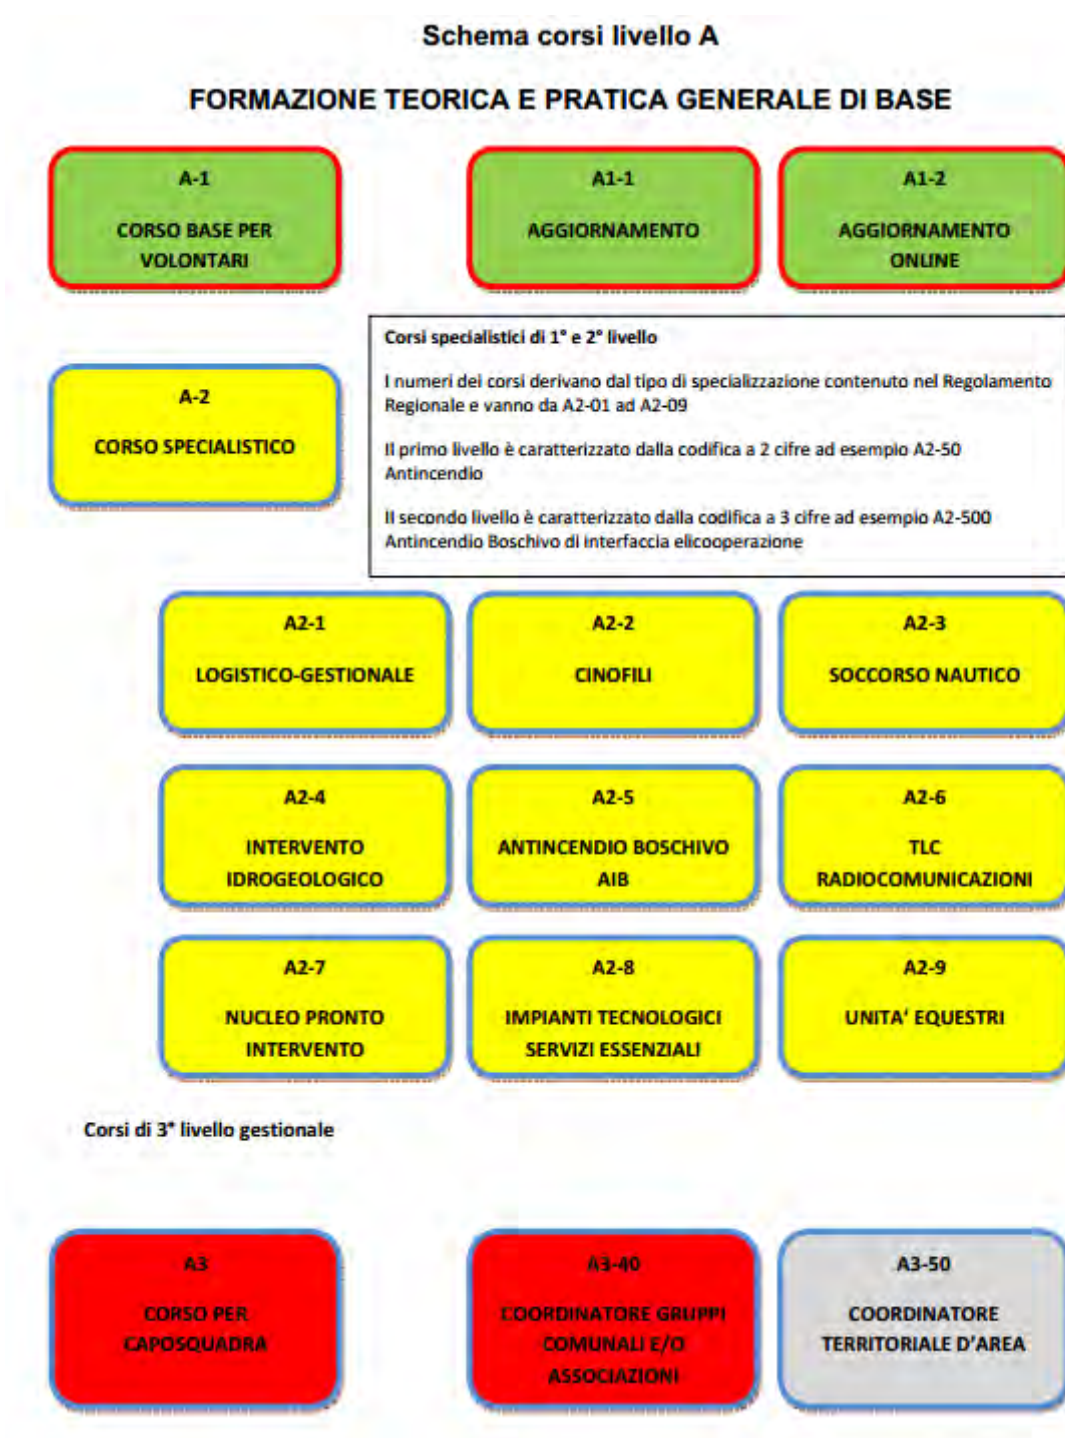 Schema corsi livello A
FORMAZIONE TEORICA E PRATICA GENERALE DI BASE
A-1
CORSO BASE PER
VOLONTARI
A1-1
AGGIORNAMENTO
A1-2
AGGIORNAMENTO
ONLINE
A-2
CORSO SPECIALISTICO
Corsi specialistici di 1° e 2° livello
I numeri dei corsi derivano dal tipo di specializzazione contenuto nel Regolamento
Regionale e vanno da A2-01 ad A2-09
Il primo livello è caratterizzato dalla codifica a 2 cifre ad esempio A2-50
Antincendio
Il secondo livello è caratterizzato dalla codifica a 3 cifre ad esempio A2-500
Antincendio Boschivo di interfaccia elicooperazione
A2-1
LOGISTICO-GESTIONALE
A2-2
CINOFILI
A2-3
SOCCORSO NAUTICO
A2-4
INTERVENTO
IDROGEOLOGICO
A2-5
ANTINCENDIO BOSCHIVO
AIB
A2-6
TLC
RADIOCOMUNICAZIONI
A2-7
NUCLEO PRONTO
INTERVENTO
A2-8
IMPIANTI TECNOLOGICI
SERVIZI ESSENZIALI
A2-9
UNITA' EQUESTRI
Corsi di 3° livello gestionale
A3
CORSO PER
CAPOSQUADRA
A3-40
COORDINATORE GRUPPI
COMUNALI E/O
ASSOCIAZIONI
A3-50
COORDINATORE
TERRITORIALE D'AREA